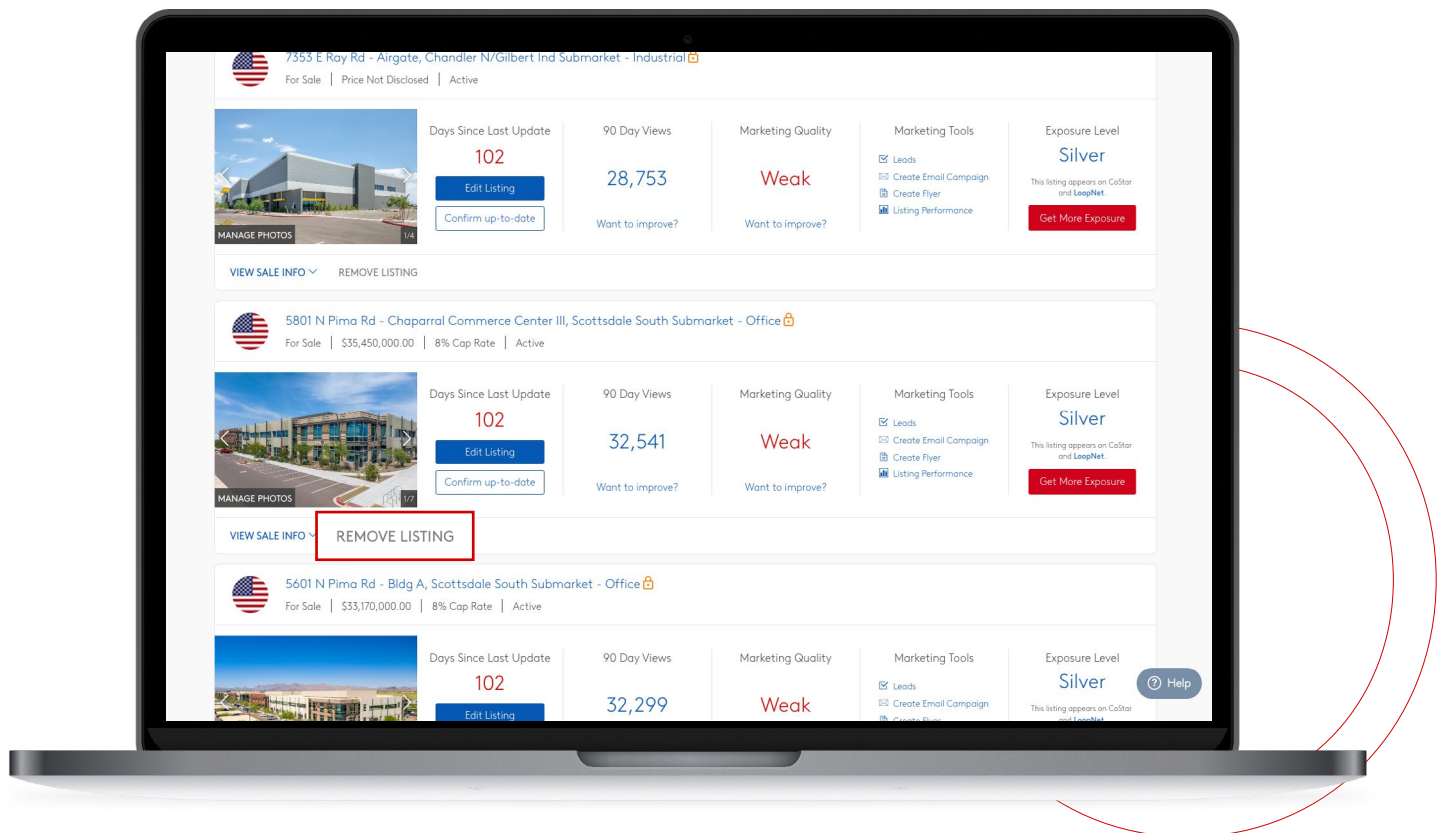 7353 E Ray Rd - Airgate, Chandler N/Gilbert Ind Submarket - Industrial
For Sale | Price Not Disclosed | Active
Days Since Last Update
102
Edit Listing
Confirm up-to-date
90 Day Views
28,753
Want to improve?
Marketing Quality
Weak
Want to improve?
Marketing Tools
Leads
Create Email Campaign
Create Flyer
Listing Performance
Exposure Level
Silver
This listing appears on CoStar
and LoopNet.
Get More Exposure
MANAGE PHOTOS
1/4
VIEW SALE INFO
REMOVE LISTING
5801 N Pima Rd - Chaparral Commerce Center III, Scottsdale South Submarket - Office
For Sale | $35,450,000.00 | 8% Cap Rate | Active
Days Since Last Update
102
Edit Listing
Confirm up-to-date
90 Day Views
32,541
Want to improve?
Marketing Quality
Weak
Want to improve?
Marketing Tools
Leads
Create Email Campaign
Create Flyer
Listing Performance
Exposure Level
Silver
This listing appears on CoStar
and LoopNet.
Get More Exposure
MANAGE PHOTOS
1/7
VIEW SALE INFO
REMOVE LISTING
5601 N Pima Rd - Bldg A, Scottsdale South Submarket - Office
For Sale | $33,170,000.00 | 8% Cap Rate | Active
Days Since Last Update
102
Edit Listing
90 Day Views
32,299
Marketing Quality
Weak
Marketing Tools
Leads
Create Email Campaign
Create Flyer
Exposure Level
Silver
This listing appears on CoStar
and LoopNet
Help